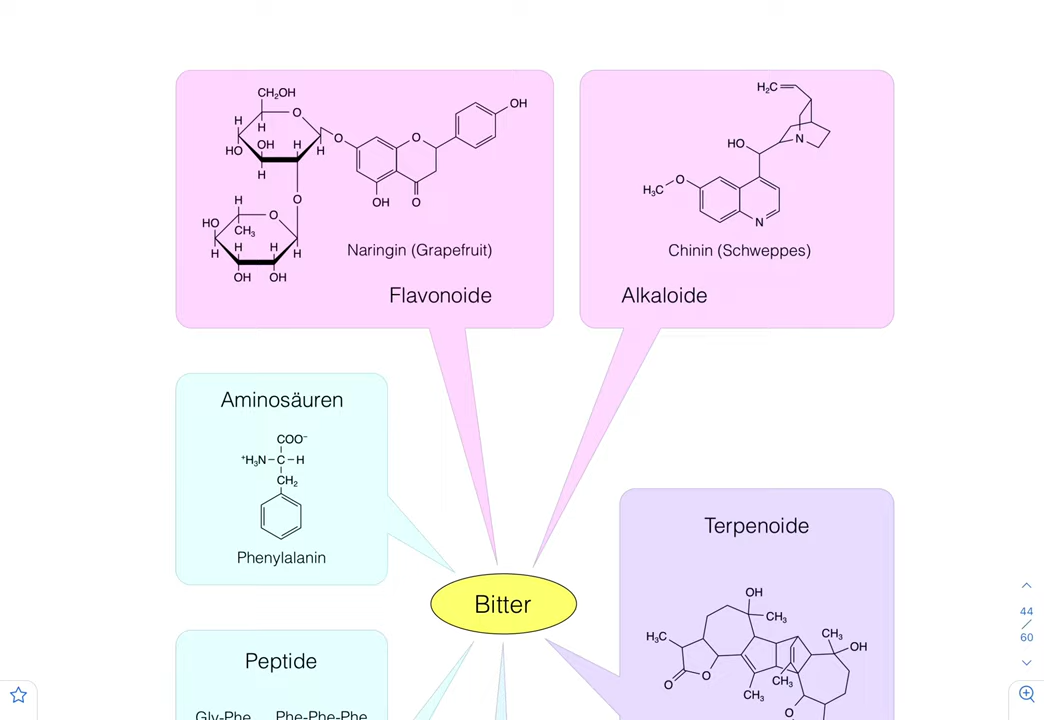 CH₂OH
O
H
H
OH
H
HO
H
H
O
O
OH
OH
O
O
H
HO
O
CH₃
H
H
H
H
OH
OH
Naringin (Grapefruit)
Flavonoide
H₂C
N
HO
O
H₃C
N
Chinin (Schweppes)
Alkaloide
Aminosäuren
COO⁻
⁺H₃N–C–H
CH₂
Phenylalanin
Bitter
Terpenoide
OH
CH₃
H₃C
CH₃
OH
O
O
CH₃
CH₃
O
Peptide
Gly-Phe Phe-Phe-Phe
44
/
60